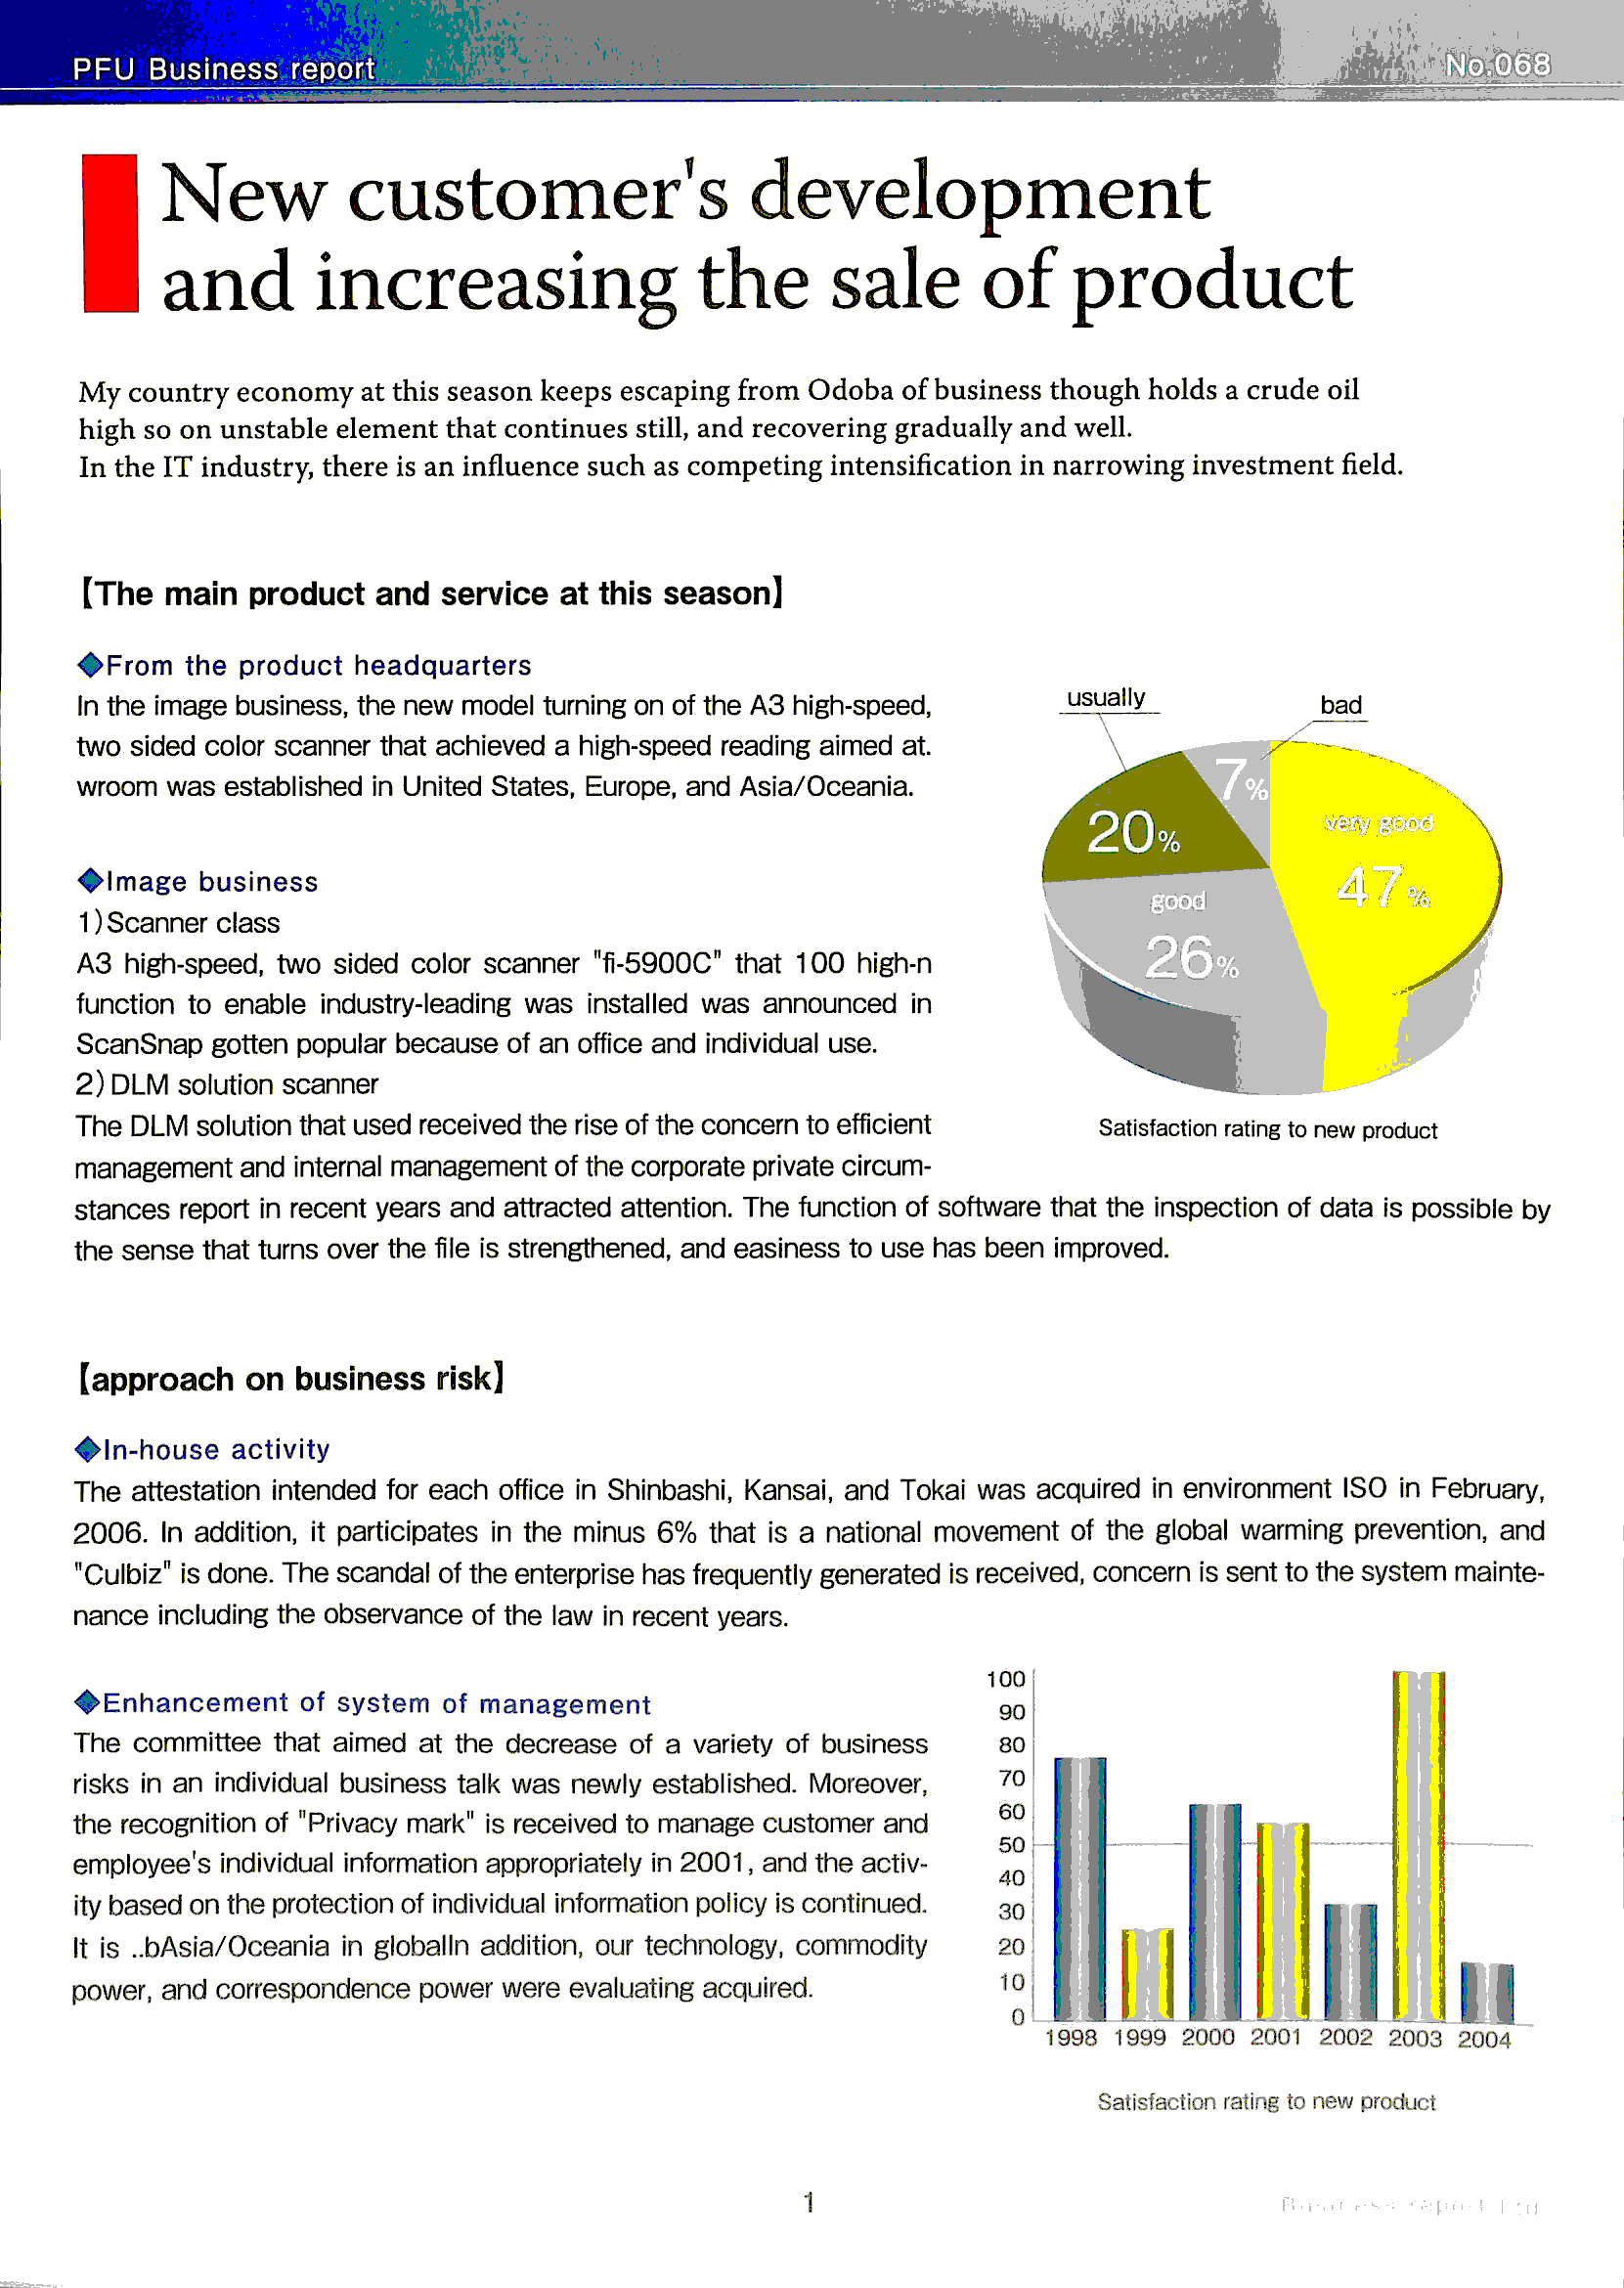 PFU Business report
No.068
New customer's development
and increasing the sale of product
My country economy at this season keeps escaping from Odoba of business though holds a crude oil
high so on unstable element that continues still, and recovering gradually and well.
In the IT industry, there is an influence such as competing intensification in narrowing investment field.
【The main product and service at this season】
◆From the product headquarters
In the image business, the new model turning on of the A3 high-speed,
two sided color scanner that achieved a high-speed reading aimed at.
wroom was established in United States, Europe, and Asia/Oceania.
◆Image business
1)Scanner class
A3 high-speed, two sided color scanner "fi-5900C" that 100 high-n
function to enable industry-leading was installed was announced in
ScanSnap gotten popular because of an office and individual use.
2)DLM solution scanner
The DLM solution that used received the rise of the concern to efficient
management and internal management of the corporate private circum-
stances report in recent years and attracted attention. The function of software that the inspection of data is possible by
the sense that turns over the file is strengthened, and easiness to use has been improved.
usually
bad
7%
20%
very good
47%
good
26%
Satisfaction rating to new product
【approach on business risk】
◆In-house activity
The attestation intended for each office in Shinbashi, Kansai, and Tokai was acquired in environment ISO in February,
2006. In addition, it participates in the minus 6% that is a national movement of the global warming prevention, and
"Culbiz" is done. The scandal of the enterprise has frequently generated is received, concern is sent to the system mainte-
nance including the observance of the law in recent years.
◆Enhancement of system of management
The committee that aimed at the decrease of a variety of business
risks in an individual business talk was newly established. Moreover,
the recognition of "Privacy mark" is received to manage customer and
employee's individual information appropriately in 2001, and the activ-
ity based on the protection of individual information policy is continued.
It is ..bAsia/Oceania in globalIn addition, our technology, commodity
power, and correspondence power were evaluating acquired.
100
90
80
70
60
50
40
30
20
10
0
1998 1999 2000 2001 2002 2003 2004
Satisfaction rating to new product
1
Business report Ltd